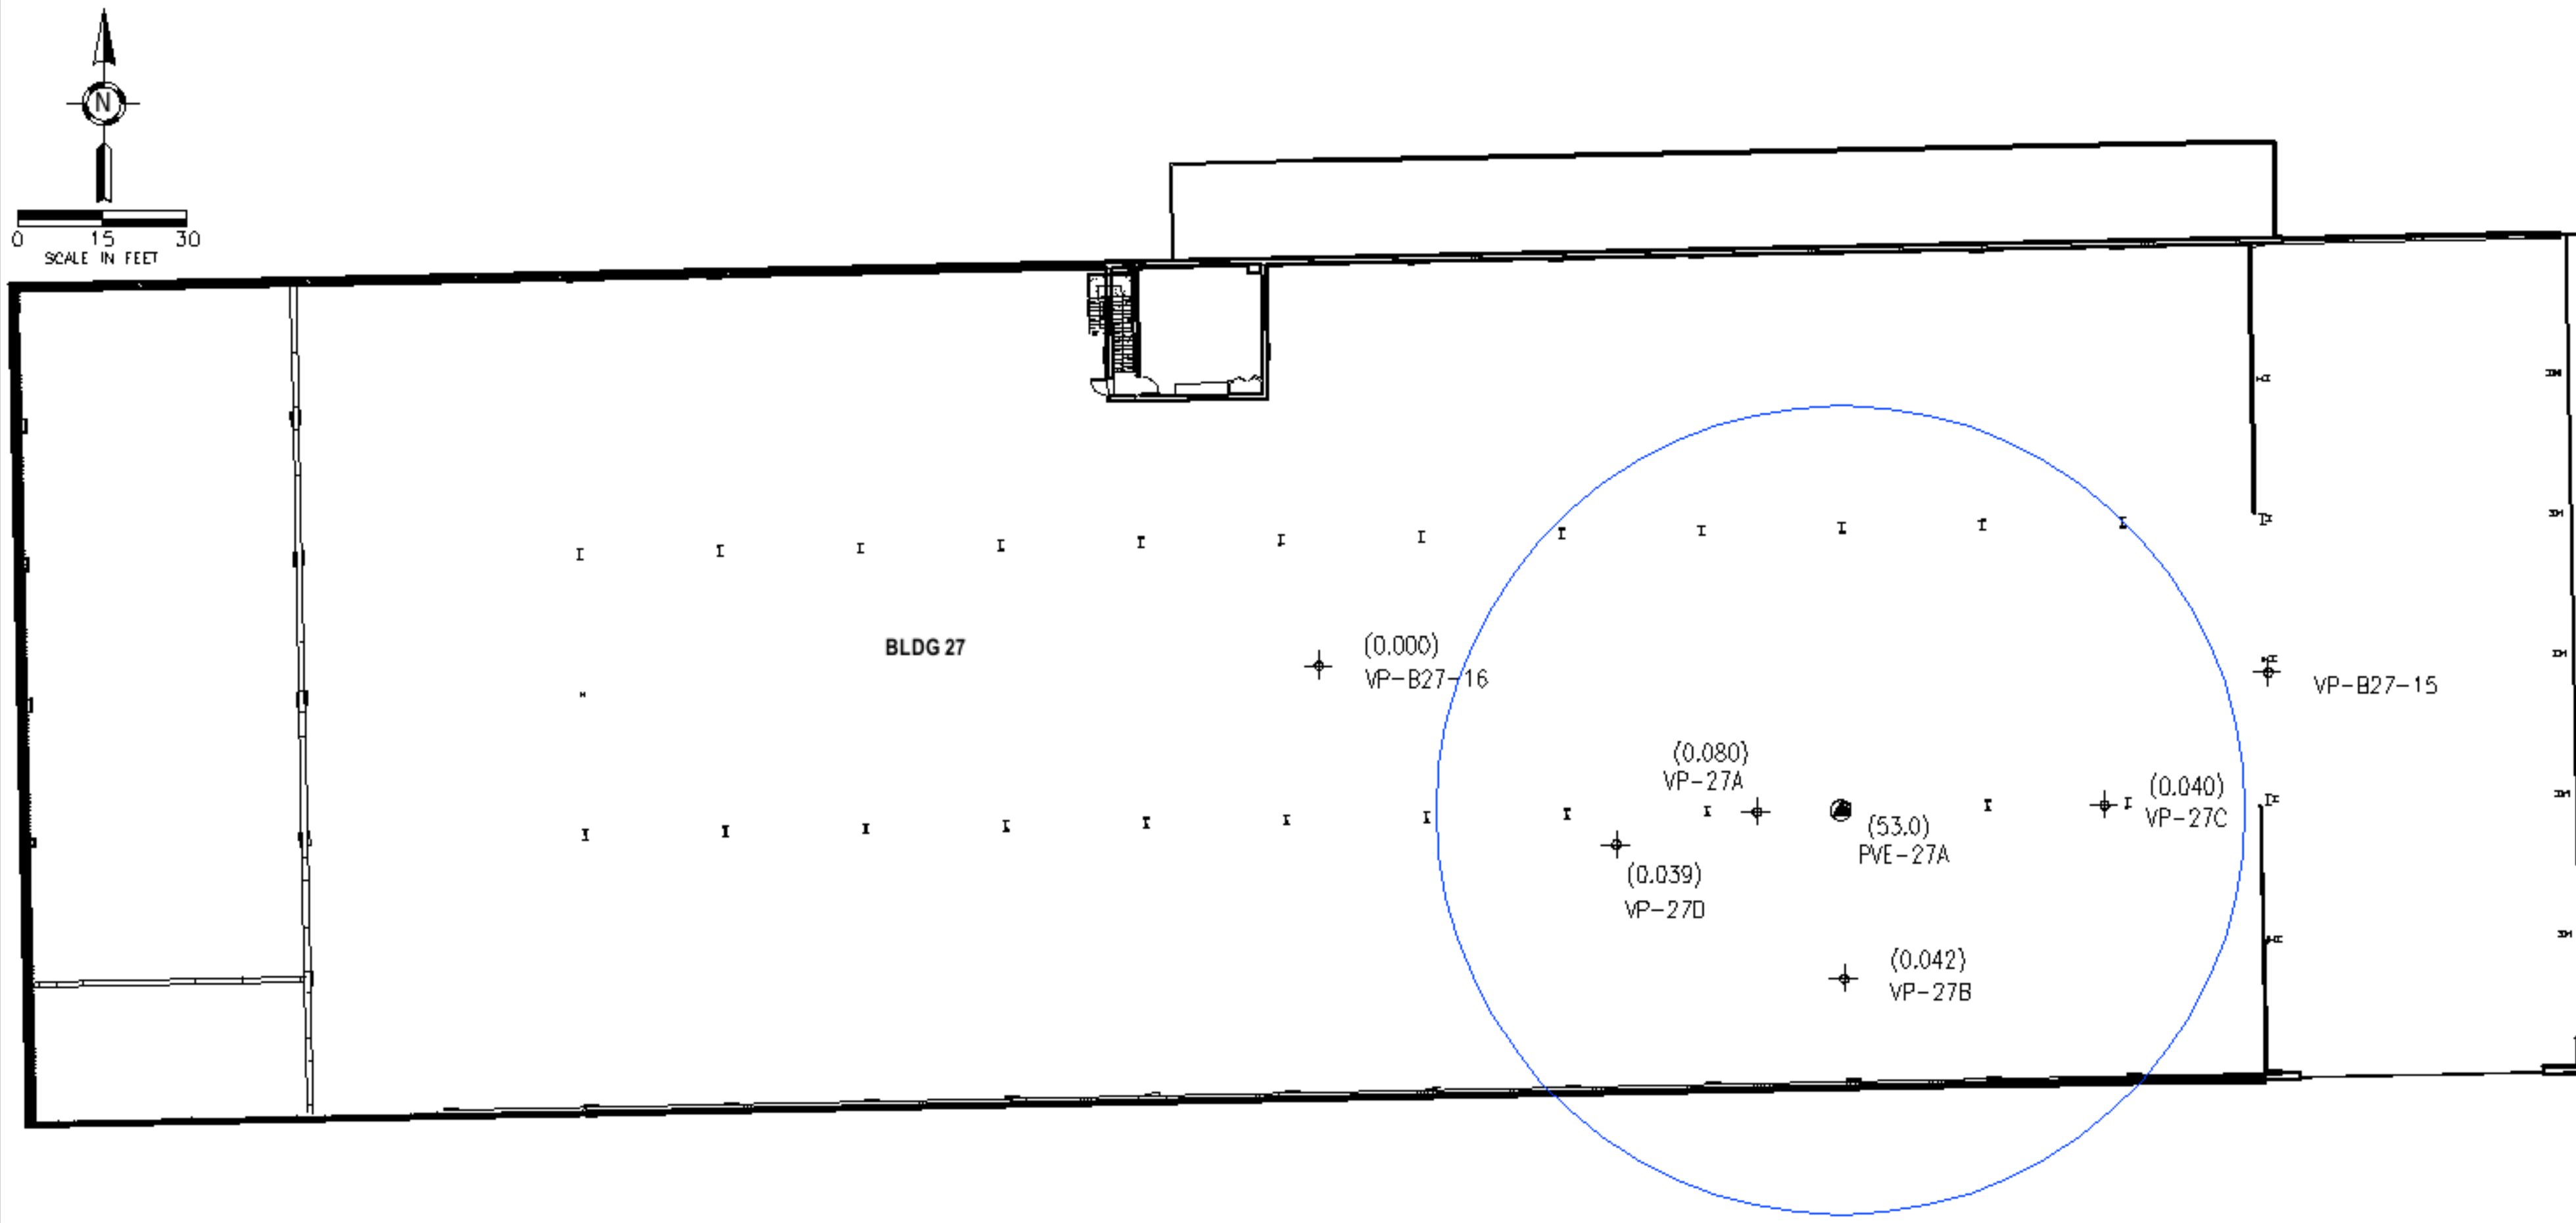 N
0 15 30
SCALE IN FEET
BLDG 27
(0.000)
VP-B27-16
VP-B27-15
(0.080)
VP-27A
(53.0)
PVE-27A
(0.040)
VP-27C
(0.039)
VP-27D
(0.042)
VP-27B